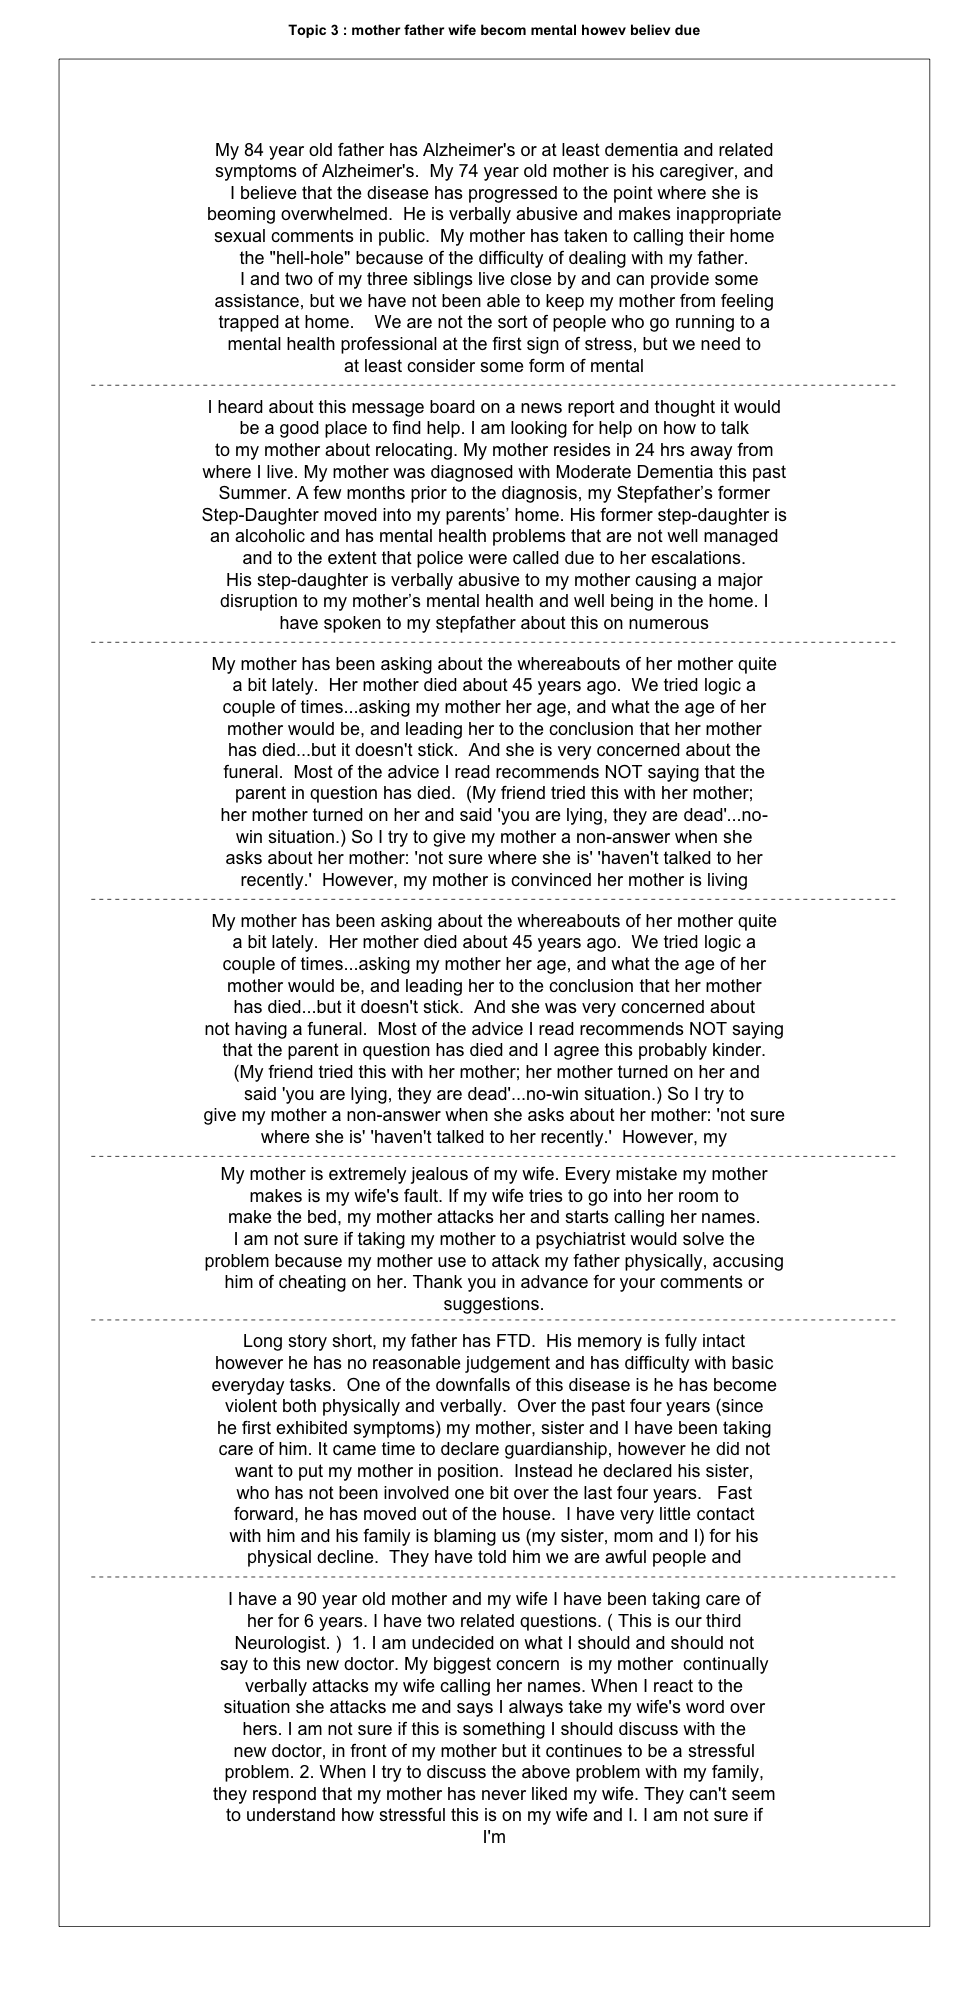 Topic 3 : mother father wife becom mental howev believ due
My 84 year old father has Alzheimer's or at least dementia and related
symptoms of Alzheimer's.  My 74 year old mother is his caregiver, and
I believe that the disease has progressed to the point where she is
beoming overwhelmed.  He is verbally abusive and makes inappropriate
sexual comments in public.  My mother has taken to calling their home
the "hell-hole" because of the difficulty of dealing with my father.
I and two of my three siblings live close by and can provide some
assistance, but we have not been able to keep my mother from feeling
trapped at home.    We are not the sort of people who go running to a
mental health professional at the first sign of stress, but we need to
at least consider some form of mental
I heard about this message board on a news report and thought it would
be a good place to find help. I am looking for help on how to talk
to my mother about relocating. My mother resides in 24 hrs away from
where I live. My mother was diagnosed with Moderate Dementia this past
Summer. A few months prior to the diagnosis, my Stepfather’s former
Step-Daughter moved into my parents’ home. His former step-daughter is
an alcoholic and has mental health problems that are not well managed
and to the extent that police were called due to her escalations.
His step-daughter is verbally abusive to my mother causing a major
disruption to my mother’s mental health and well being in the home. I
have spoken to my stepfather about this on numerous
My mother has been asking about the whereabouts of her mother quite
a bit lately.  Her mother died about 45 years ago.  We tried logic a
couple of times...asking my mother her age, and what the age of her
mother would be, and leading her to the conclusion that her mother
has died...but it doesn't stick.  And she is very concerned about the
funeral.  Most of the advice I read recommends NOT saying that the
parent in question has died.  (My friend tried this with her mother;
her mother turned on her and said 'you are lying, they are dead'...no-
win situation.) So I try to give my mother a non-answer when she
asks about her mother: 'not sure where she is' 'haven't talked to her
recently.'  However, my mother is convinced her mother is living
My mother has been asking about the whereabouts of her mother quite
a bit lately.  Her mother died about 45 years ago.  We tried logic a
couple of times...asking my mother her age, and what the age of her
mother would be, and leading her to the conclusion that her mother
has died...but it doesn't stick.  And she was very concerned about
not having a funeral.  Most of the advice I read recommends NOT saying
that the parent in question has died and I agree this probably kinder.
(My friend tried this with her mother; her mother turned on her and
said 'you are lying, they are dead'...no-win situation.) So I try to
give my mother a non-answer when she asks about her mother: 'not sure
where she is' 'haven't talked to her recently.'  However, my
My mother is extremely jealous of my wife. Every mistake my mother
makes is my wife's fault. If my wife tries to go into her room to
make the bed, my mother attacks her and starts calling her names.
I am not sure if taking my mother to a psychiatrist would solve the
problem because my mother use to attack my father physically, accusing
him of cheating on her. Thank you in advance for your comments or
suggestions.
Long story short, my father has FTD.  His memory is fully intact
however he has no reasonable judgement and has difficulty with basic
everyday tasks.  One of the downfalls of this disease is he has become
violent both physically and verbally.  Over the past four years (since
he first exhibited symptoms) my mother, sister and I have been taking
care of him. It came time to declare guardianship, however he did not
want to put my mother in position.  Instead he declared his sister,
who has not been involved one bit over the last four years.   Fast
forward, he has moved out of the house.  I have very little contact
with him and his family is blaming us (my sister, mom and I) for his
physical decline.  They have told him we are awful people and
I have a 90 year old mother and my wife I have been taking care of
her for 6 years. I have two related questions. ( This is our third
Neurologist. )  1. I am undecided on what I should and should not
say to this new doctor. My biggest concern  is my mother  continually
verbally attacks my wife calling her names. When I react to the
situation she attacks me and says I always take my wife's word over
hers. I am not sure if this is something I should discuss with the
new doctor, in front of my mother but it continues to be a stressful
problem. 2. When I try to discuss the above problem with my family,
they respond that my mother has never liked my wife. They can't seem
to understand how stressful this is on my wife and I. I am not sure if
I'm